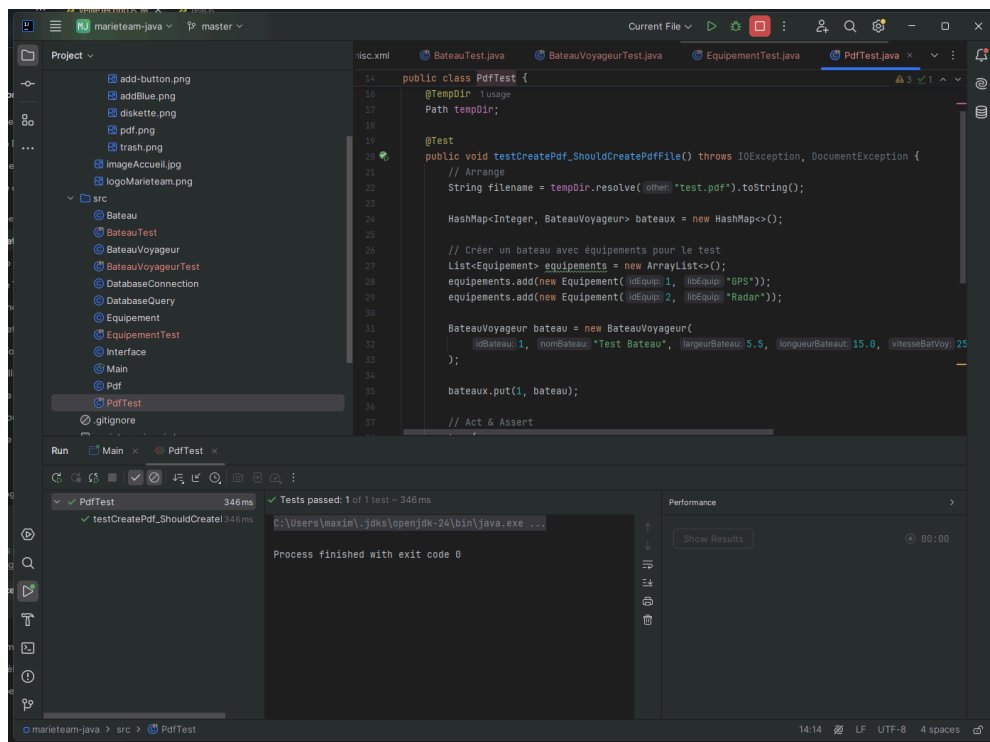 MJ marieteam-java master Current File
Project
misc.xml BateauTest.java BateauVoyageurTest.java EquipementTest.java PdfTest.java
add-button.png
addBlue.png
diskette.png
pdf.png
trash.png
imageAccueil.jpg
logoMarieteam.png
src
Bateau
BateauTest
BateauVoyageur
BateauVoyageurTest
DatabaseConnection
DatabaseQuery
Equipement
EquipementTest
Interface
Main
Pdf
PdfTest
.gitignore
14 public class PdfTest { 3 1
16 @TempDir 1 usage
17 Path tempDir;
18
19 @Test
20 public void testCreatePdf_ShouldCreatePdfFile() throws IOException, DocumentException {
21 // Arrange
22 String filename = tempDir.resolve( other: "test.pdf").toString();
23
24 HashMap<Integer, BateauVoyageur> bateaux = new HashMap<>();
25
26 // Créer un bateau avec équipements pour le test
27 List<Equipement> equipements = new ArrayList<>();
28 equipements.add(new Equipement( idEquip: 1, libEquip: "GPS"));
29 equipements.add(new Equipement( idEquip: 2, libEquip: "Radar"));
30
31 BateauVoyageur bateau = new BateauVoyageur(
32 idBateau: 1, nomBateau: "Test Bateau", largeurBateau: 5.5, longueurBateaut: 15.0, vitesseBatVoy: 25
33 );
34
35 bateaux.put(1, bateau);
36
37 // Act & Assert
Run Main PdfTest
PdfTest 346 ms
testCreatePdf_ShouldCreatel 346 ms
Tests passed: 1 of 1 test – 346 ms
C:\Users\maxim\.jdks\openjdk-24\bin\java.exe ...
Process finished with exit code 0
Performance
Show Results 00:00
marieteam-java > src > PdfTest 14:14 LF UTF-8 4 spaces